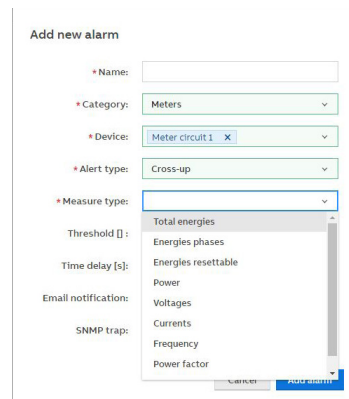 Add new alarm
* Name:
* Category: Meters
* Device: Meter circuit 1 X
* Alert type: Cross-up
* Measure type:
Total energies
Threshold [] :
Energies phases
Time delay [s]:
Energies resettable
Power
Email notification:
Voltages
SNMP trap:
Currents
Frequency
Power factor
Cancel Add alarm